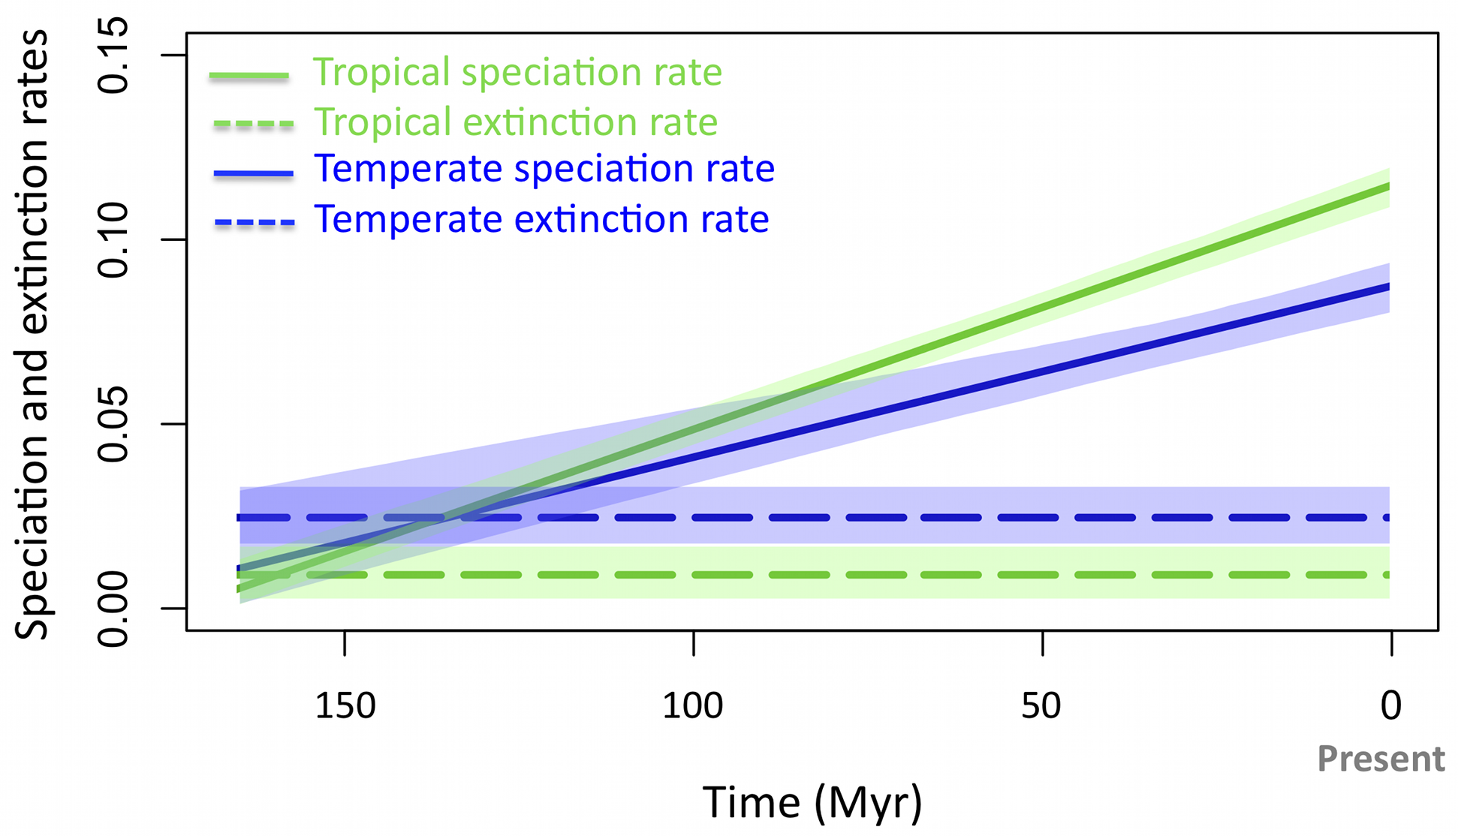 Speciation and extinction rates
0.15
0.10
0.05
0.00
Tropical speciation rate
Tropical extinction rate
Temperate speciation rate
Temperate extinction rate
150 100 50 0
Present
Time (Myr)